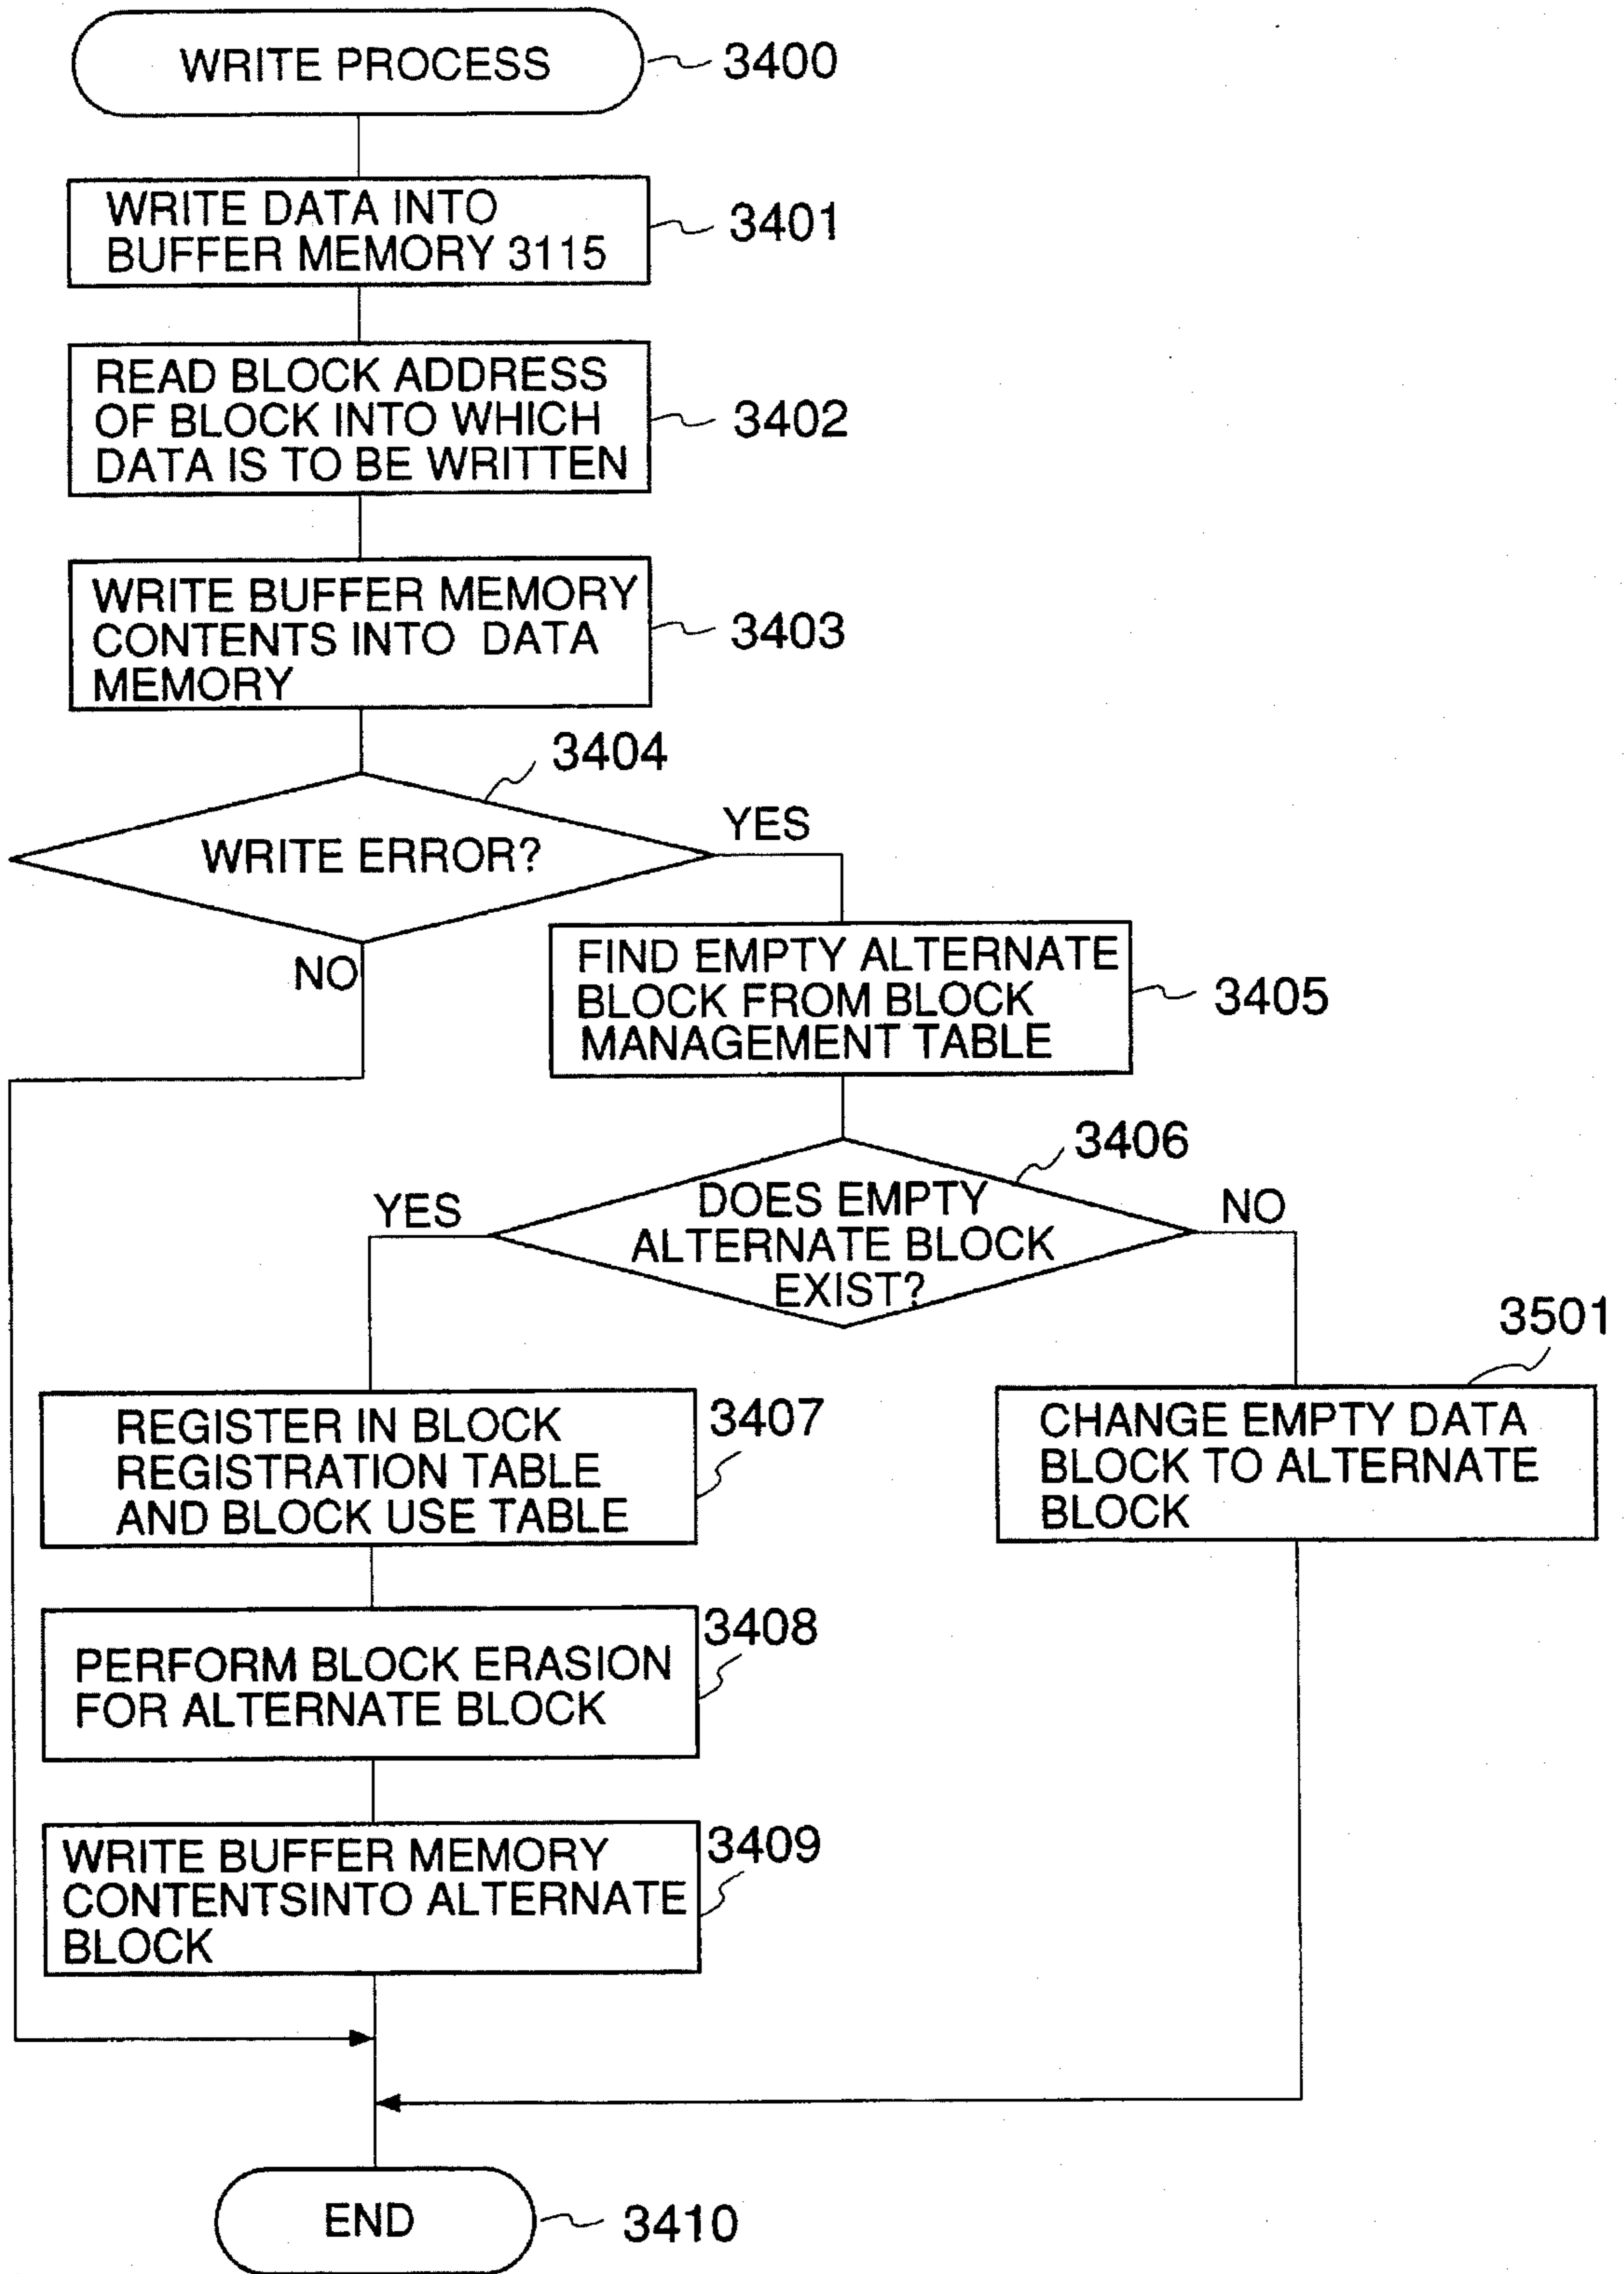 WRITE PROCESS
3400
WRITE DATA INTO
BUFFER MEMORY 3115
3401
READ BLOCK ADDRESS
OF BLOCK INTO WHICH
DATA IS TO BE WRITTEN
3402
WRITE BUFFER MEMORY
CONTENTS INTO DATA
MEMORY
3403
3404
WRITE ERROR?
YES
NO
FIND EMPTY ALTERNATE
BLOCK FROM BLOCK
MANAGEMENT TABLE
3405
3406
DOES EMPTY
ALTERNATE BLOCK
EXIST?
YES
NO
3501
REGISTER IN BLOCK
REGISTRATION TABLE
AND BLOCK USE TABLE
3407
CHANGE EMPTY DATA
BLOCK TO ALTERNATE
BLOCK
PERFORM BLOCK ERASION
FOR ALTERNATE BLOCK
3408
WRITE BUFFER MEMORY
CONTENTSINTO ALTERNATE
BLOCK
3409
END
3410